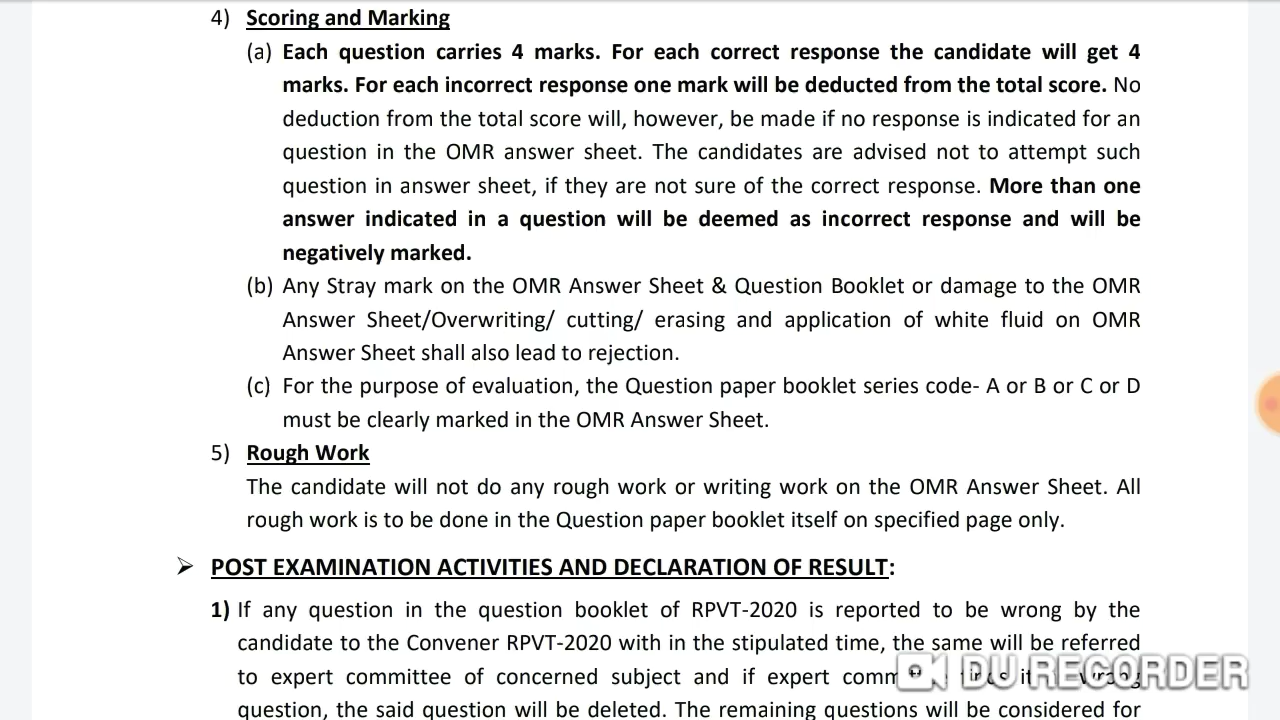 4) Scoring and Marking
(a) Each question carries 4 marks. For each correct response the candidate will get 4
marks. For each incorrect response one mark will be deducted from the total score. No
deduction from the total score will, however, be made if no response is indicated for an
question in the OMR answer sheet. The candidates are advised not to attempt such
question in answer sheet, if they are not sure of the correct response. More than one
answer indicated in a question will be deemed as incorrect response and will be
negatively marked.
(b) Any Stray mark on the OMR Answer Sheet & Question Booklet or damage to the OMR
Answer Sheet/Overwriting/ cutting/ erasing and application of white fluid on OMR
Answer Sheet shall also lead to rejection.
(c) For the purpose of evaluation, the Question paper booklet series code- A or B or C or D
must be clearly marked in the OMR Answer Sheet.
5) Rough Work
The candidate will not do any rough work or writing work on the OMR Answer Sheet. All
rough work is to be done in the Question paper booklet itself on specified page only.
➢ POST EXAMINATION ACTIVITIES AND DECLARATION OF RESULT:
1) If any question in the question booklet of RPVT-2020 is reported to be wrong by the
candidate to the Convener RPVT-2020 with in the stipulated time, the same will be referred
to expert committee of concerned subject and if expert
question, the said question will be deleted. The remaining questions will be considered for
DU RECORDER